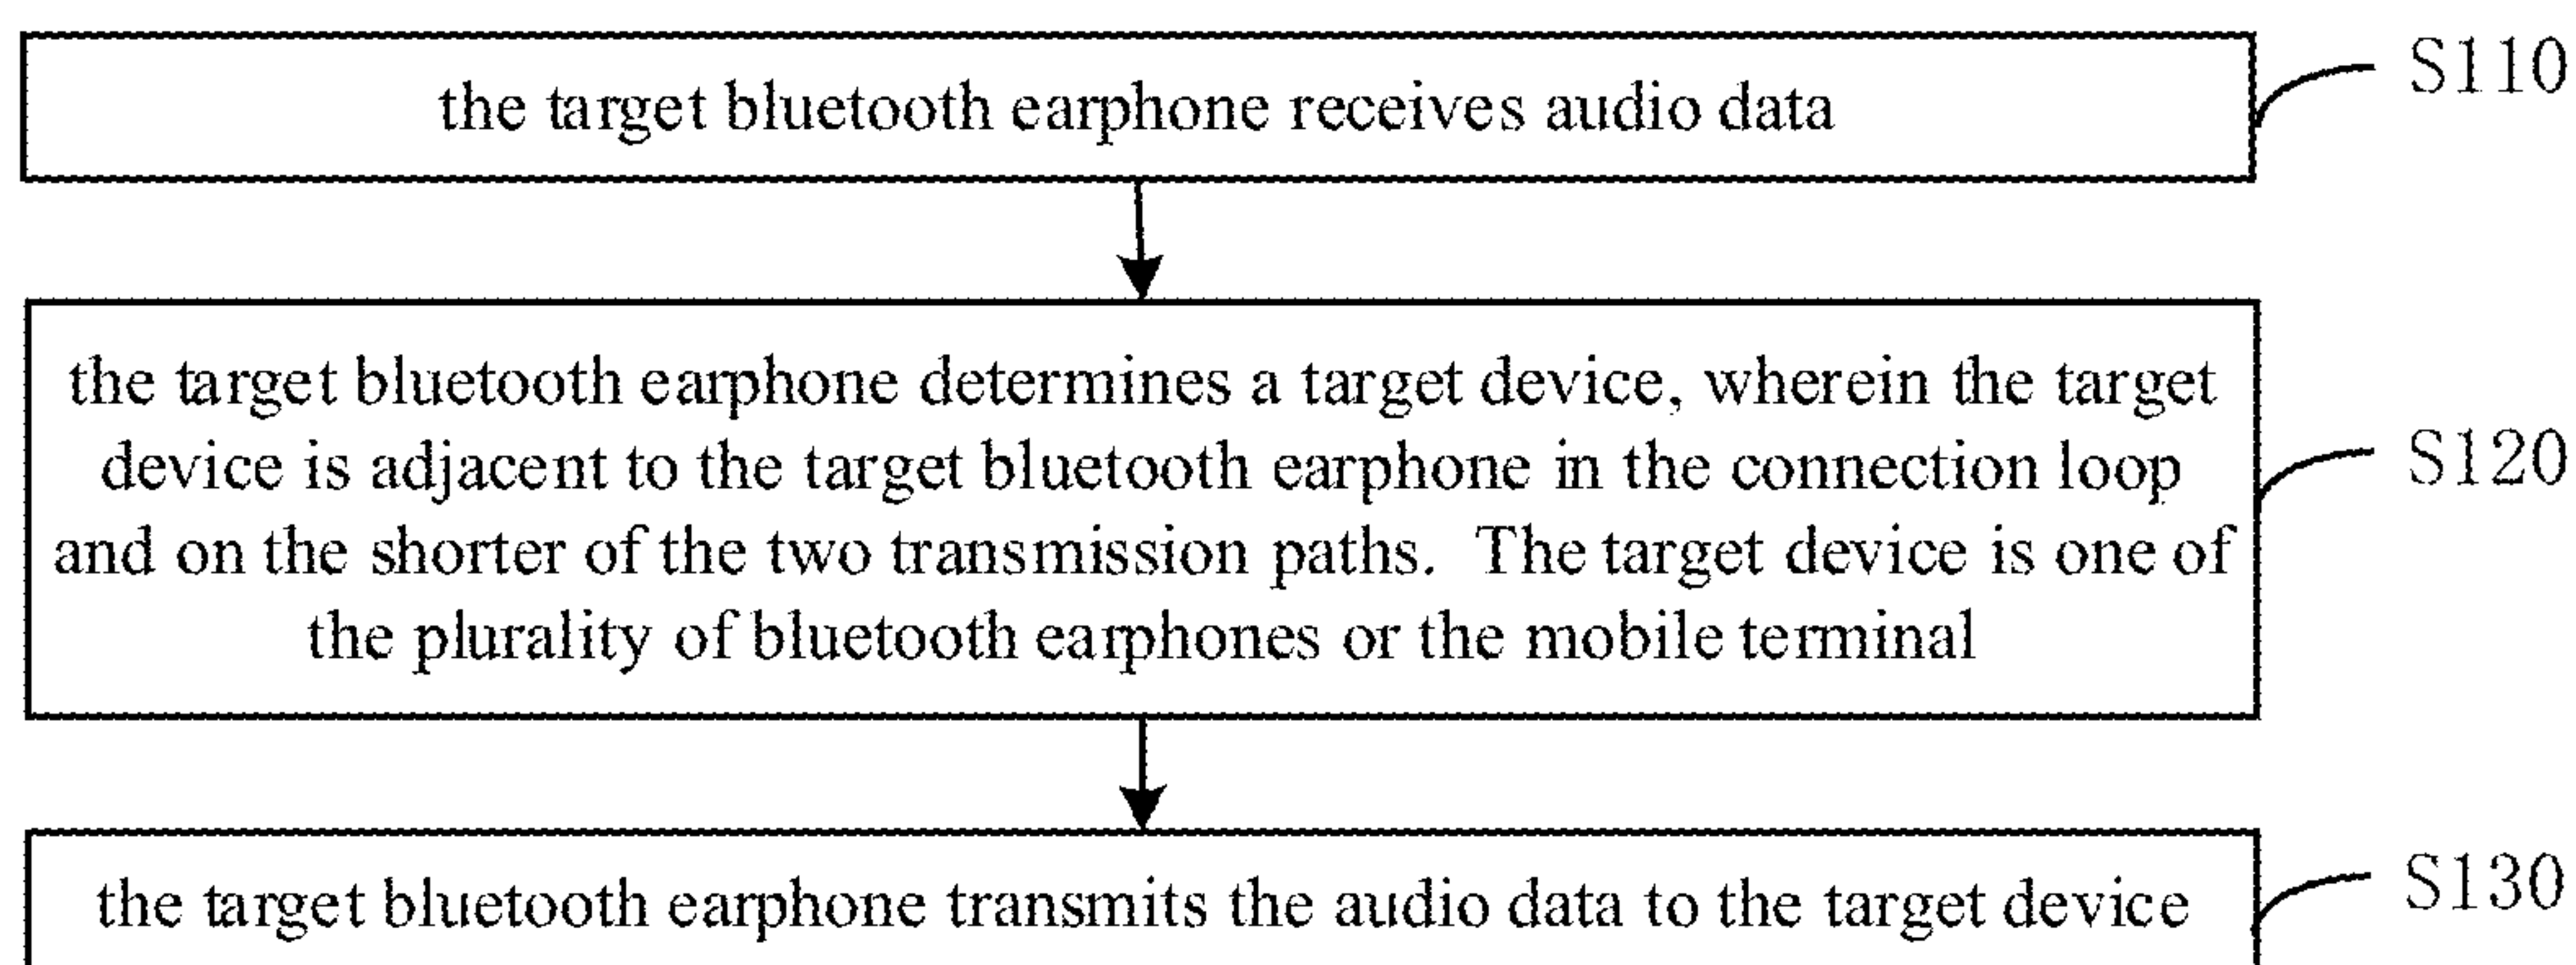 the target bluetooth earphone receives audio data
S110
the target bluetooth earphone determines a target device, wherein the target
device is adjacent to the target bluetooth earphone in the connection loop
and on the shorter of the two transmission paths. The target device is one of
the plurality of bluetooth earphones or the mobile terminal
S120
the target bluetooth earphone transmits the audio data to the target device
S130